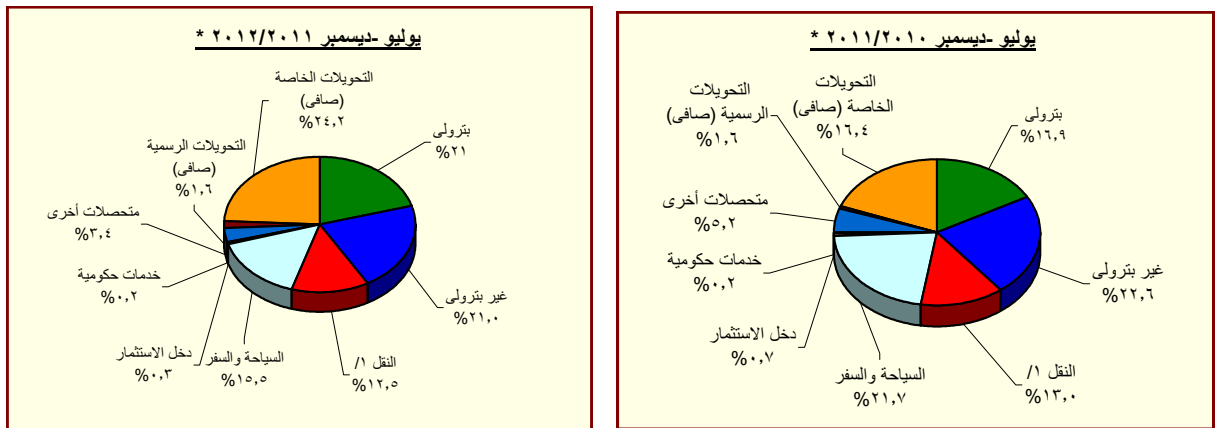 يوليو -ديسمبر ٢٠١١/٢٠١٠ *
التحويلات
الخاصة (صافى)
%١٦,٤
التحويلات
الرسمية (صافى)
%١,٦
بترولى
%١٦,٩
متحصلات أخرى
%٥,٢
غير بترولى
%٢٢,٦
خدمات حكومية
%٠,٢
دخل الاستثمار
%٠,٧
السياحة والسفر
%٢١,٧
النقل ١/
%١٣,٠
يوليو -ديسمبر ٢٠١٢/٢٠١١ *
التحويلات الخاصة
(صافى)
%٢٤,٢
بترولى
%٢١
التحويلات الرسمية
(صافى)
%١,٦
متحصلات أخرى
%٣,٤
خدمات حكومية
%٠,٢
غير بترولى
%٢١,٠
دخل الاستثمار
%٠,٣
السياحة والسفر
%١٥,٥
النقل ١/
%١٢,٥